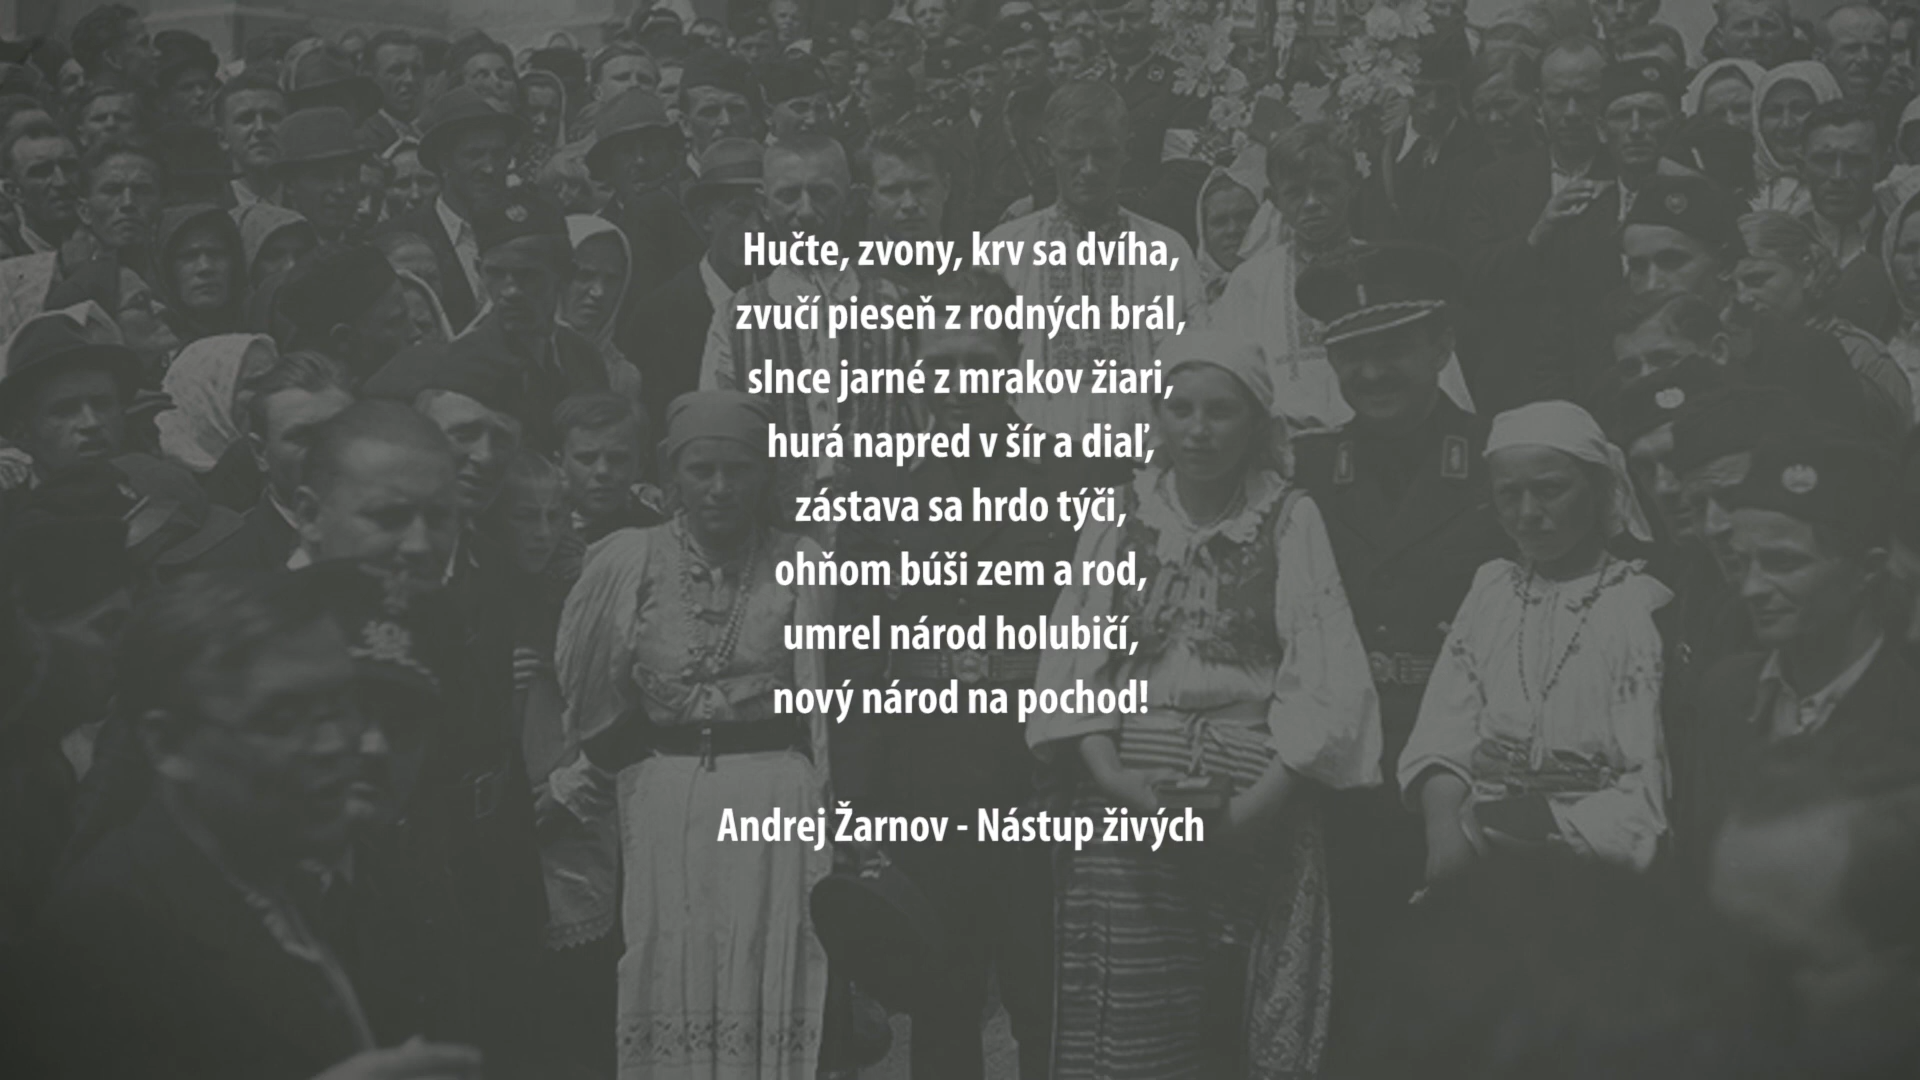 Hučte, zvony, krv sa dvíha,
zvučí pieseň z rodných brál,
slnce jarné z mrakov žiari,
hurá napred v šír a diaľ,
zástava sa hrdo týči,
ohňom búši zem a rod,
umrel národ holubičí,
nový národ na pochod!
Andrej Žarnov - Nástup živých